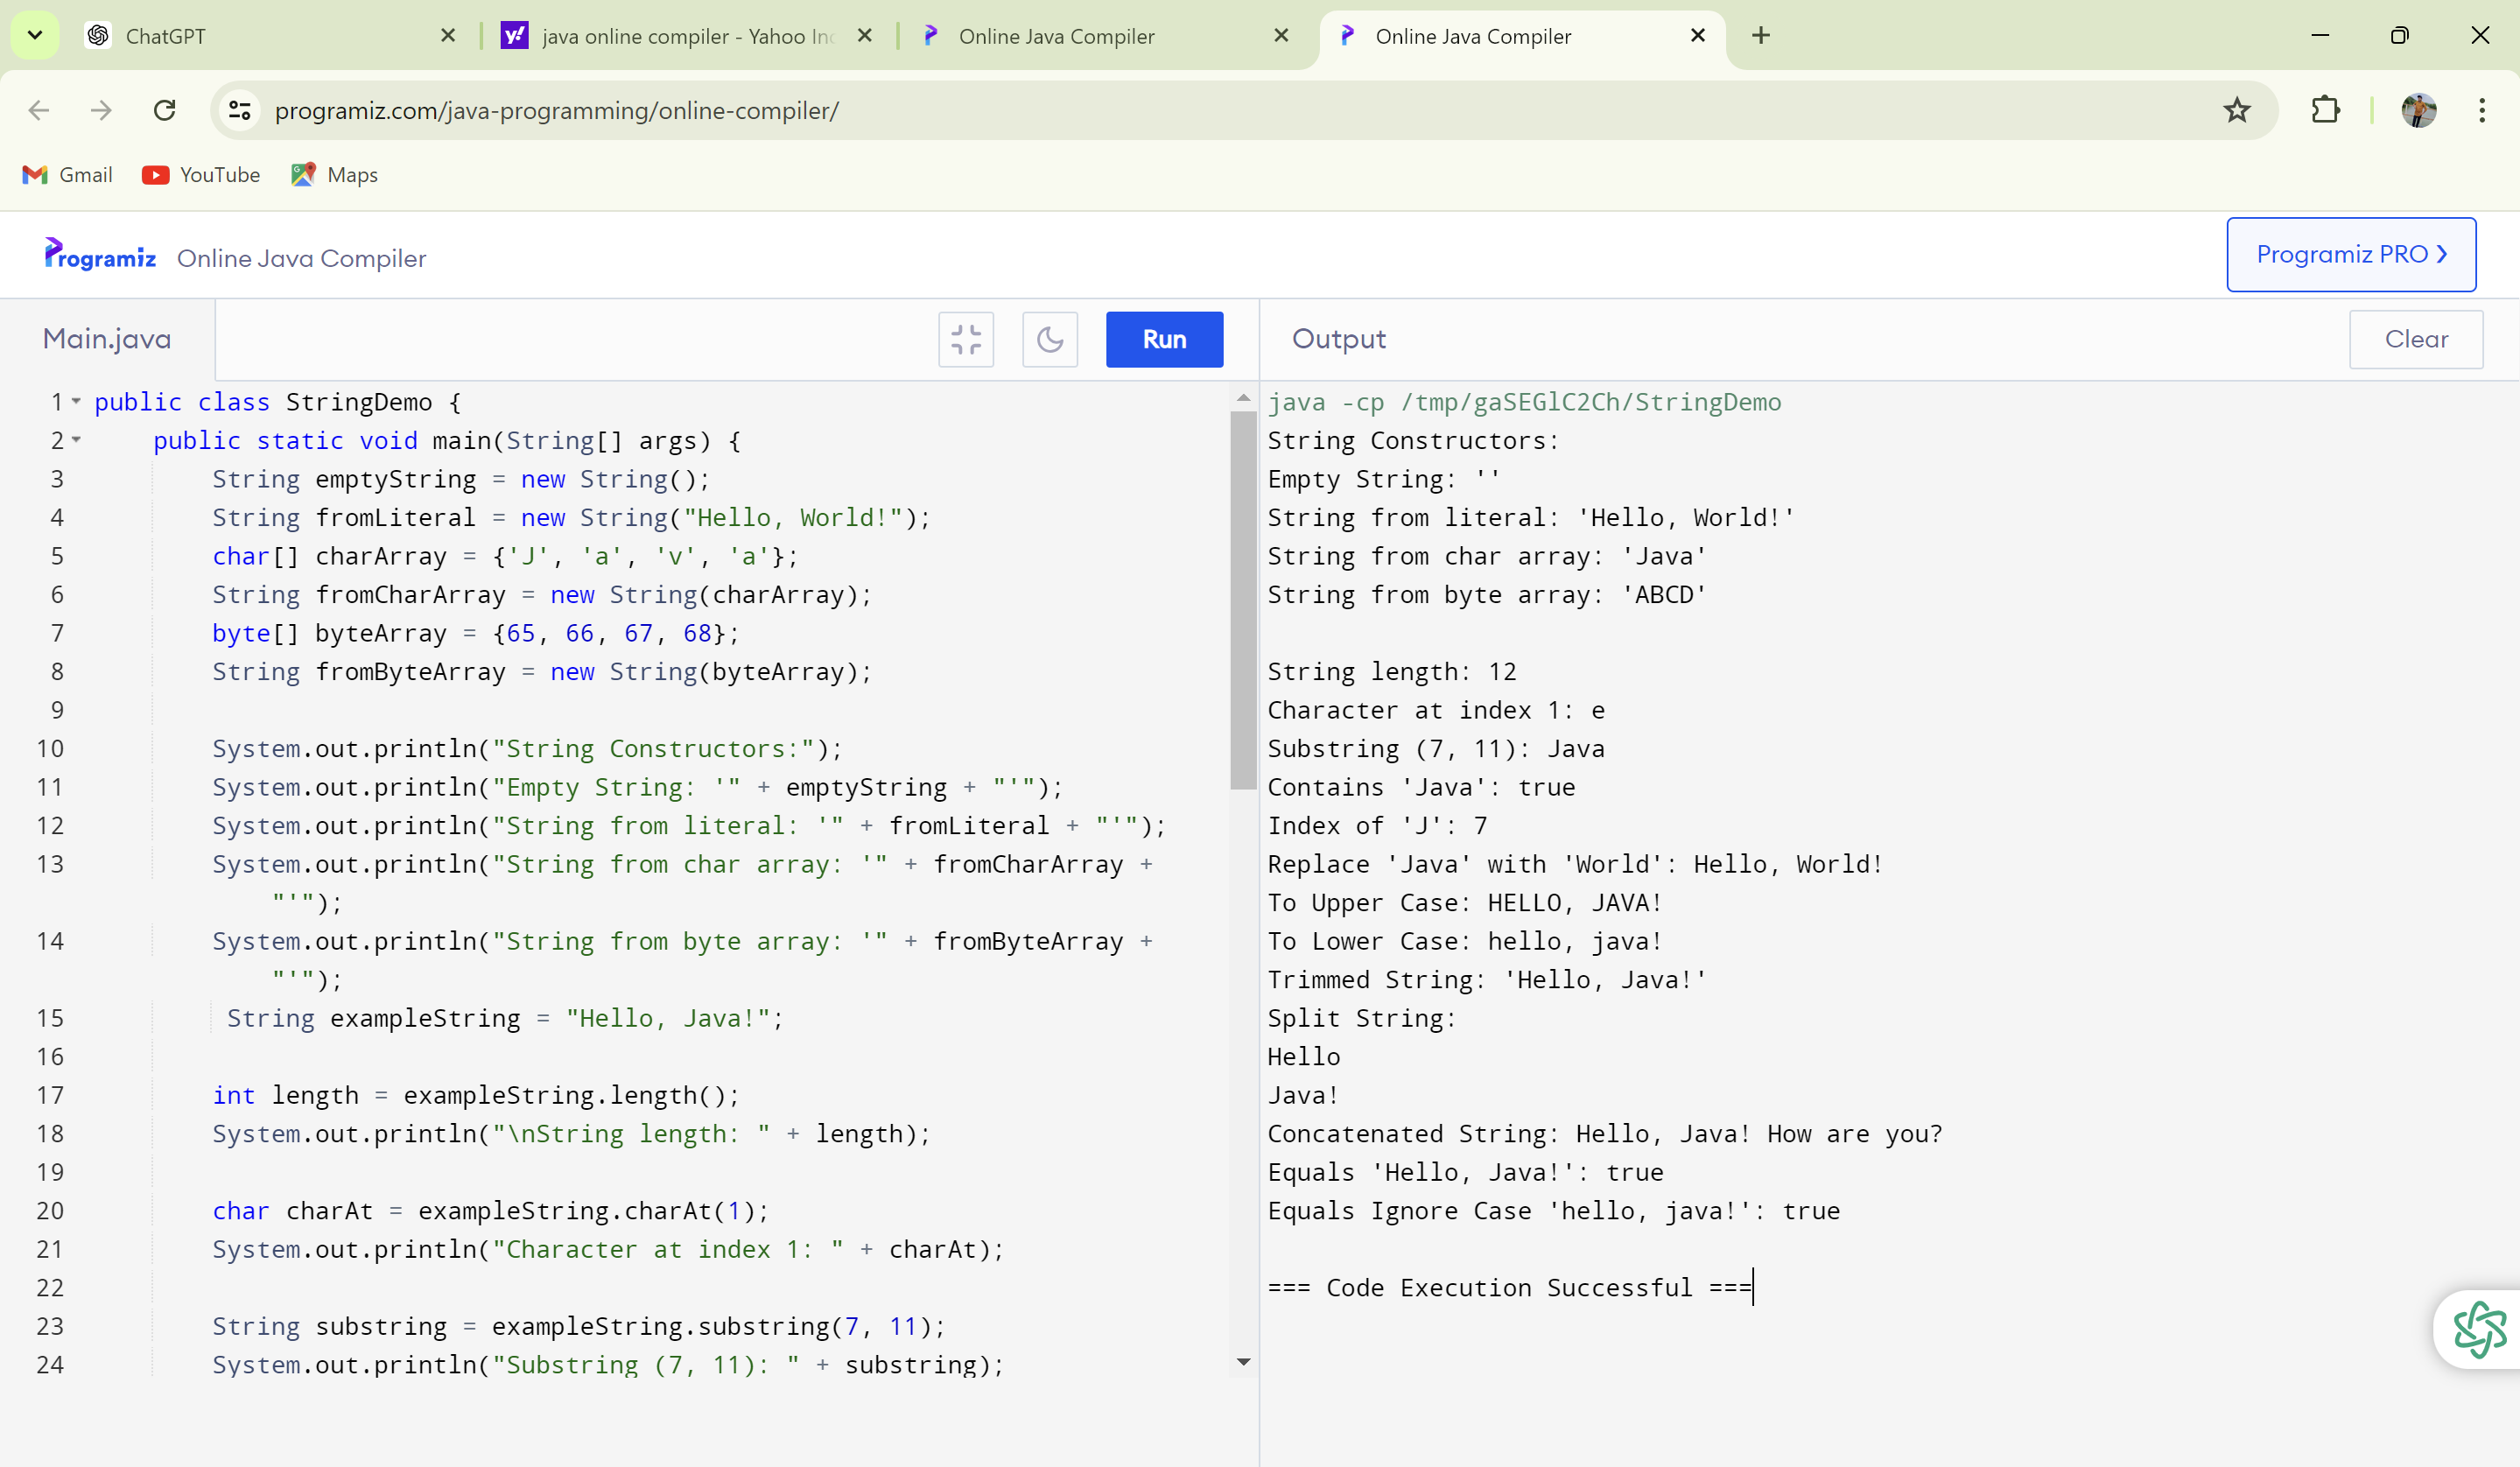 ChatGPT
java online compiler - Yahoo
Online Java Compiler
Online Java Compiler
programiz.com/java-programming/online-compiler/
Gmail
YouTube
Maps
Programiz
Online Java Compiler
Programiz PRO ❯
Main.java
Run
Output
Clear
1 public class StringDemo {
2 public static void main(String[] args) {
3 String emptyString = new String();
4 String fromLiteral = new String("Hello, World!");
5 char[] charArray = {'J', 'a', 'v', 'a'};
6 String fromCharArray = new String(charArray);
7 byte[] byteArray = {65, 66, 67, 68};
8 String fromByteArray = new String(byteArray);
9
10 System.out.println("String Constructors:");
11 System.out.println("Empty String: '" + emptyString + "'");
12 System.out.println("String from literal: '" + fromLiteral + "'");
13 System.out.println("String from char array: '" + fromCharArray +
"'");
14 System.out.println("String from byte array: '" + fromByteArray +
"'");
15 String exampleString = "Hello, Java!";
16
17 int length = exampleString.length();
18 System.out.println("\nString length: " + length);
19
20 char charAt = exampleString.charAt(1);
21 System.out.println("Character at index 1: " + charAt);
22
23 String substring = exampleString.substring(7, 11);
24 System.out.println("Substring (7, 11): " + substring);
java -cp /tmp/gaSEGlC2Ch/StringDemo
String Constructors:
Empty String: ''
String from literal: 'Hello, World!'
String from char array: 'Java'
String from byte array: 'ABCD'
String length: 12
Character at index 1: e
Substring (7, 11): Java
Contains 'Java': true
Index of 'J': 7
Replace 'Java' with 'World': Hello, World!
To Upper Case: HELLO, JAVA!
To Lower Case: hello, java!
Trimmed String: 'Hello, Java!'
Split String:
Hello
Java!
Concatenated String: Hello, Java! How are you?
Equals 'Hello, Java!': true
Equals Ignore Case 'hello, java!': true
=== Code Execution Successful ===